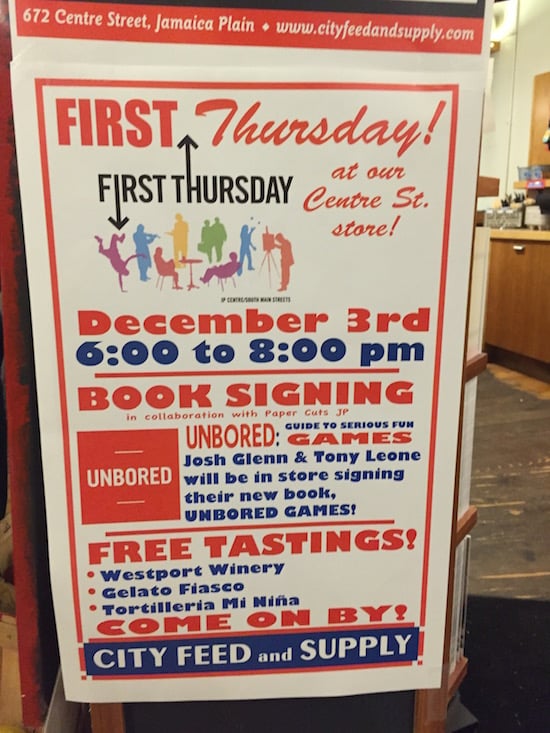 672 Centre Street, Jamaica Plain • www.cityfeedandsupply.com
FIRST Thursday!
at our
Centre St.
store!
FIRST THURSDAY
JP CENTRE/SOUTH MAIN STREETS
December 3rd
6:00 to 8:00 pm
BOOK SIGNING
in collaboration with Paper Cuts JP
UNBORED: GUIDE TO SERIOUS FUN
GAMES
UNBORED
Josh Glenn & Tony Leone
will be in store signing
their new book,
UNBORED GAMES!
FREE TASTINGS!
• Westport Winery
• Gelato Fiasco
• Tortilleria Mi Niña
COME ON BY!
CITY FEED and SUPPLY